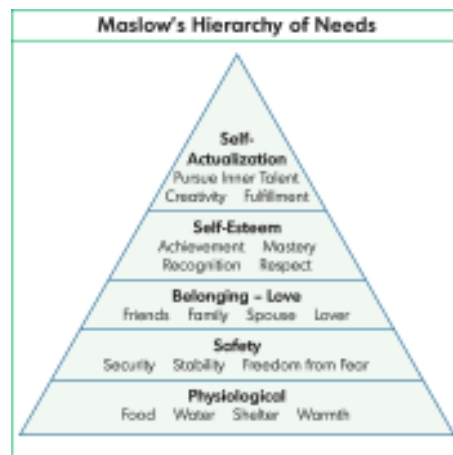 Maslow's Hierarchy of Needs
Self-
Actualization
Pursue Inner Talent
Creativity Fulfillment
Self-Esteem
Achievement Mastery
Recognition Respect
Belonging – Love
Friends Family Spouse Lover
Safety
Security Stability Freedom from Fear
Physiological
Food Water Shelter Warmth